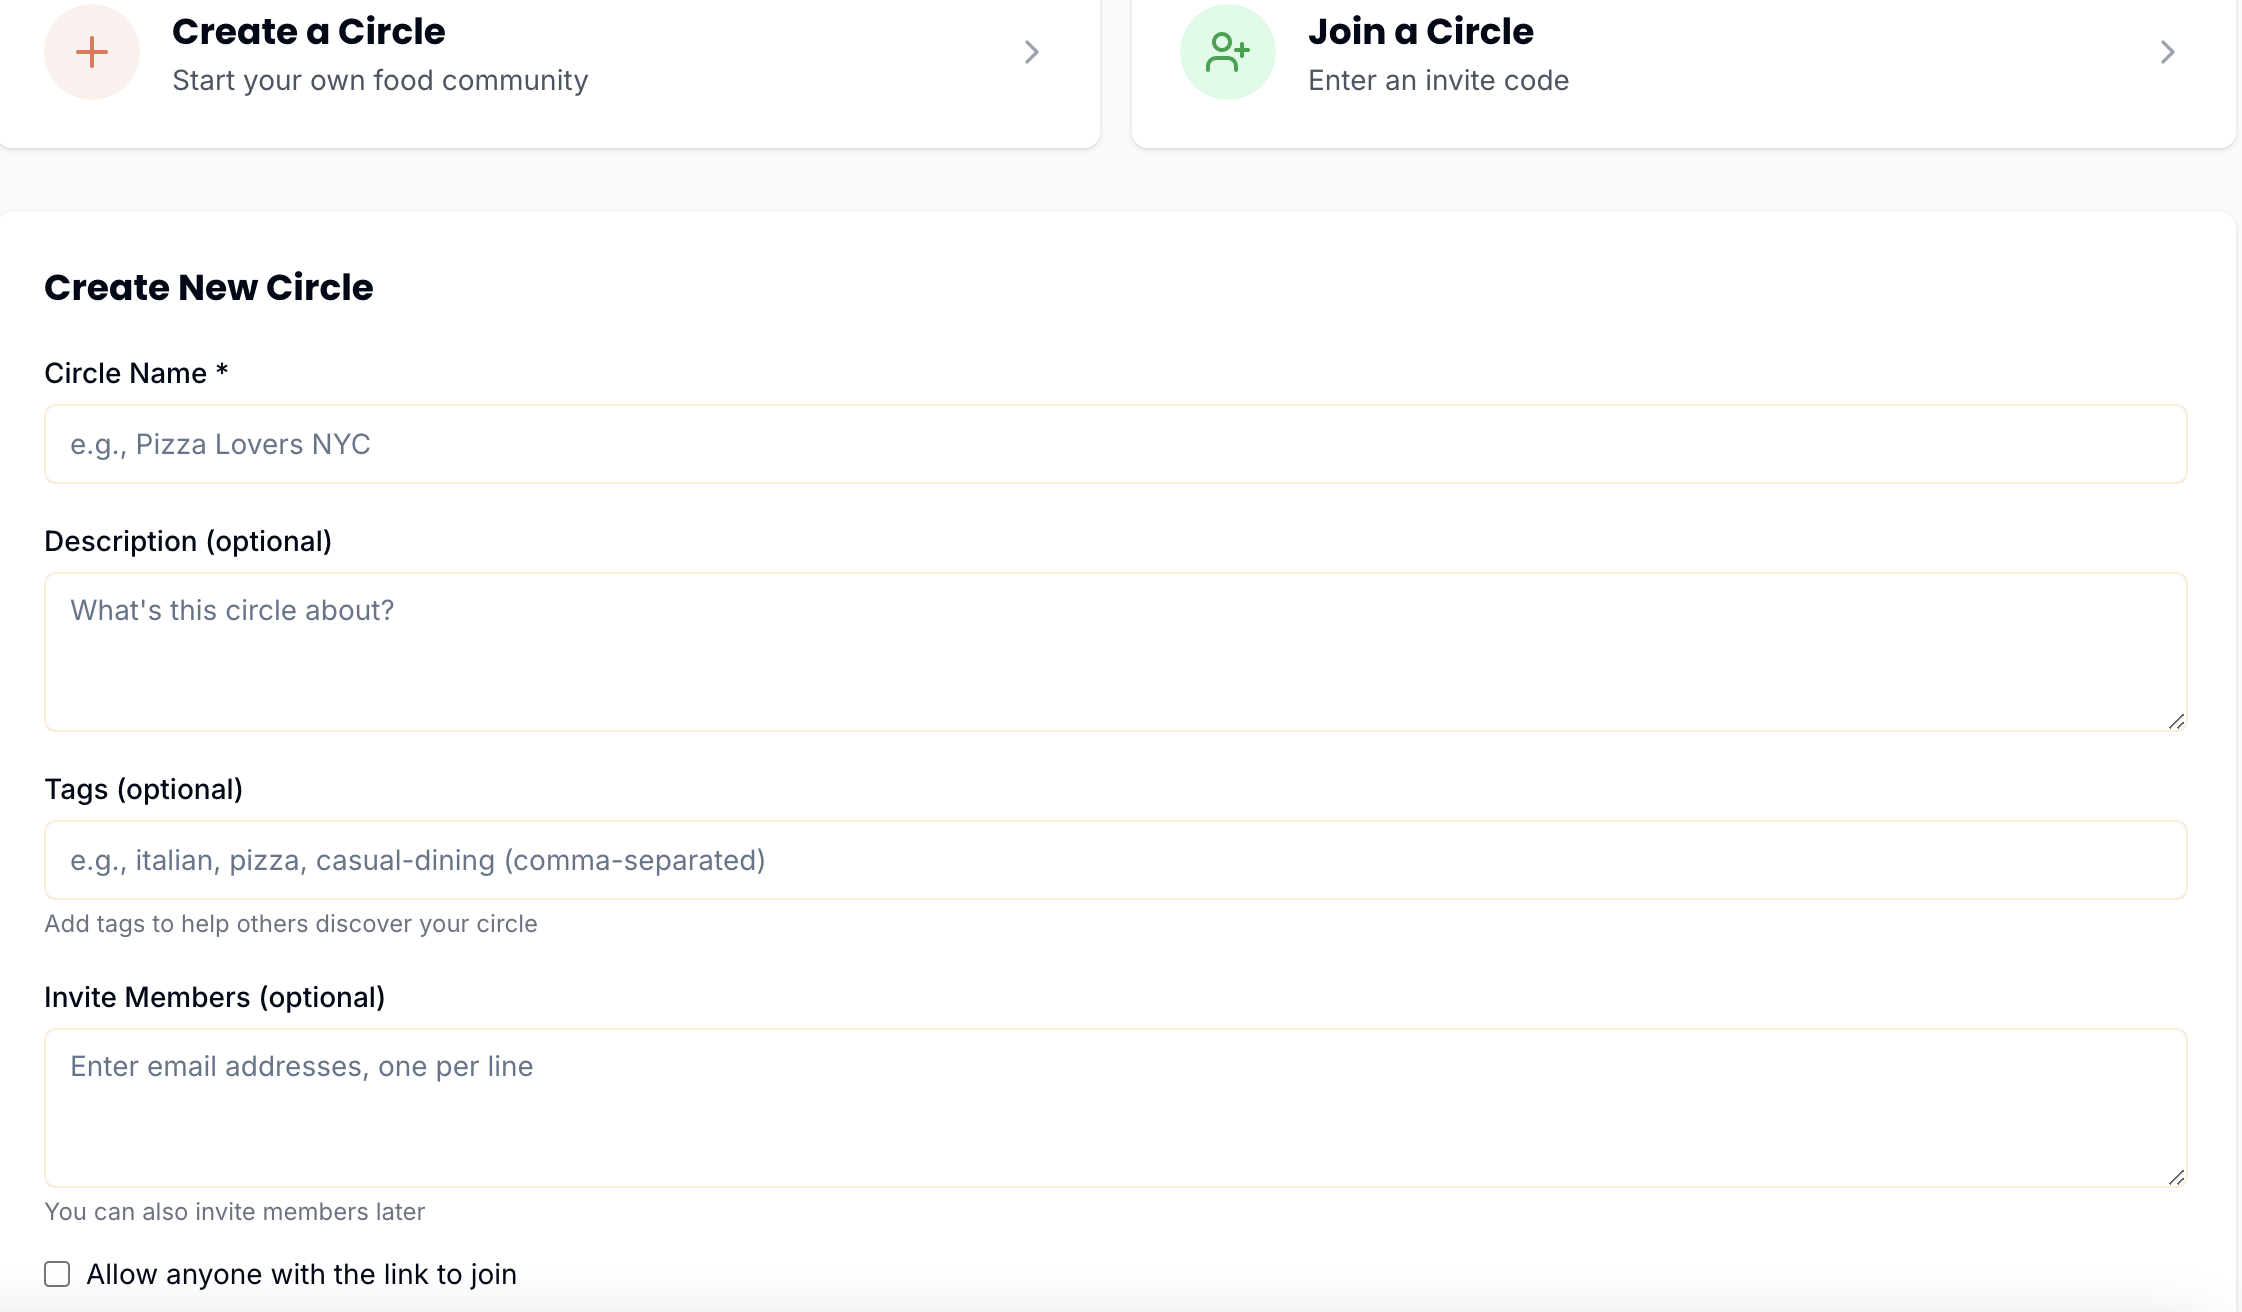 Create a Circle
Start your own food community
Join a Circle
Enter an invite code
Create New Circle
Circle Name *
e.g., Pizza Lovers NYC
Description (optional)
What's this circle about?
Tags (optional)
e.g., italian, pizza, casual-dining (comma-separated)
Add tags to help others discover your circle
Invite Members (optional)
Enter email addresses, one per line
You can also invite members later
Allow anyone with the link to join